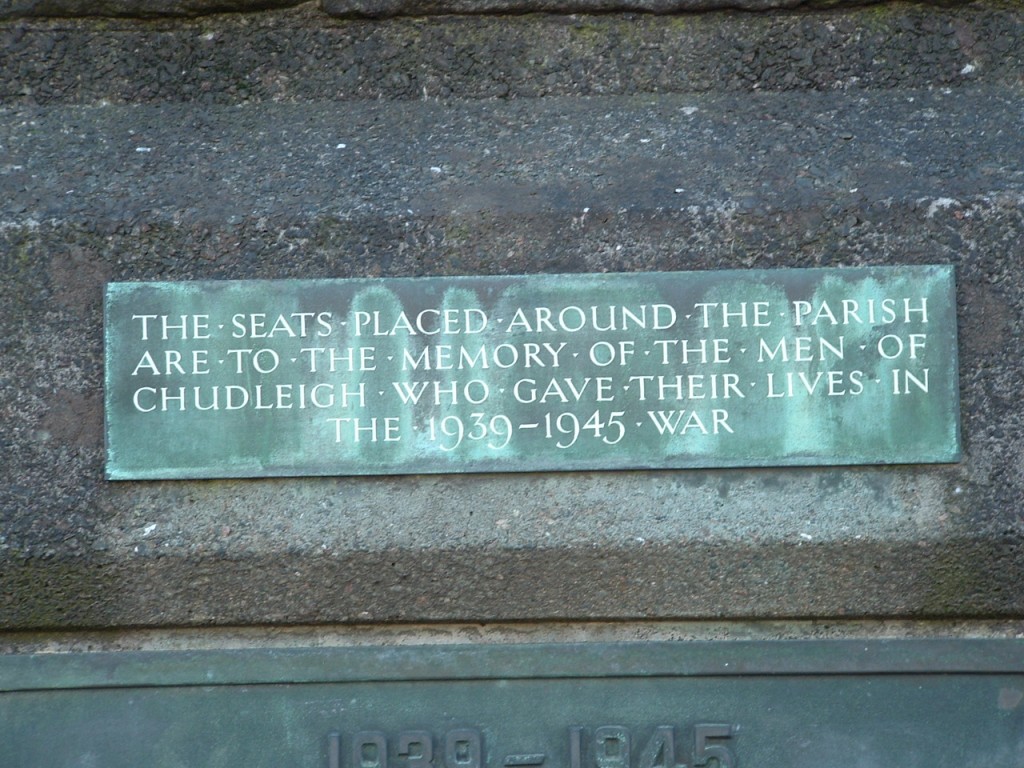 THE · SEATS · PLACED · AROUND · THE · PARISH
ARE · TO · THE · MEMORY · OF · THE · MEN · OF
CHUDLEIGH · WHO · GAVE · THEIR · LIVES · IN
THE · 1939-1945 · WAR
1939-1945